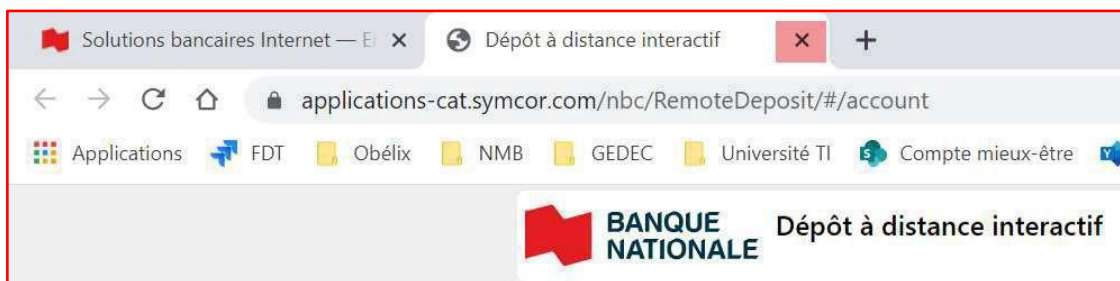 Solutions bancaires Internet — E
Dépôt à distance interactif
applications-cat.symcor.com/nbc/RemoteDeposit/#/account
Applications FDT Obélix NMB GEDEC Université TI Compte mieux-être
BANQUE
NATIONALE
Dépôt à distance interactif